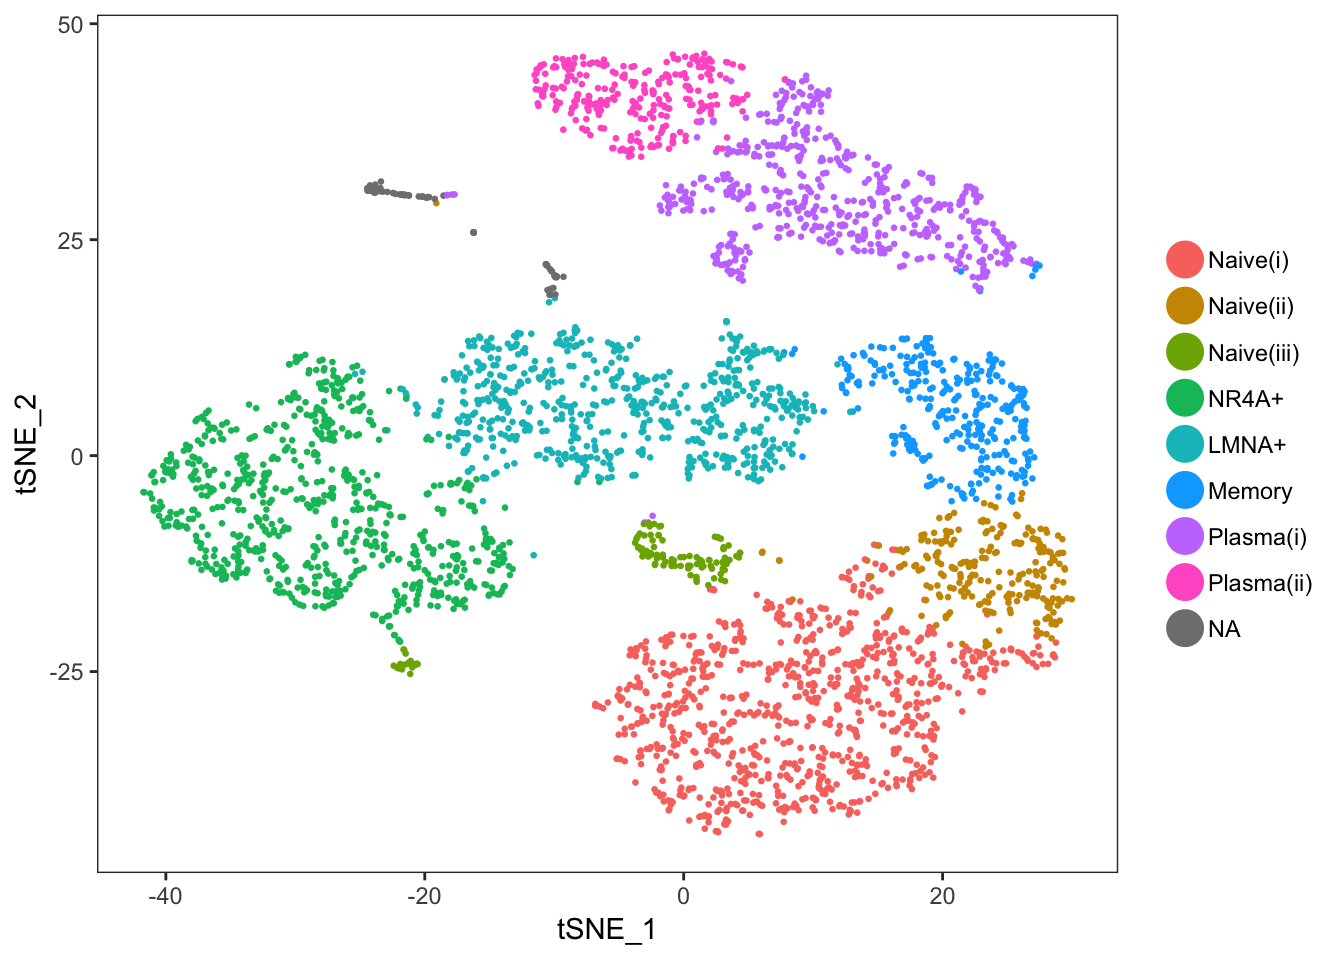 50
25
0
-25
tSNE_2
-40
-20
0
20
tSNE_1
Naive(i)
Naive(ii)
Naive(iii)
NR4A+
LMNA+
Memory
Plasma(i)
Plasma(ii)
NA